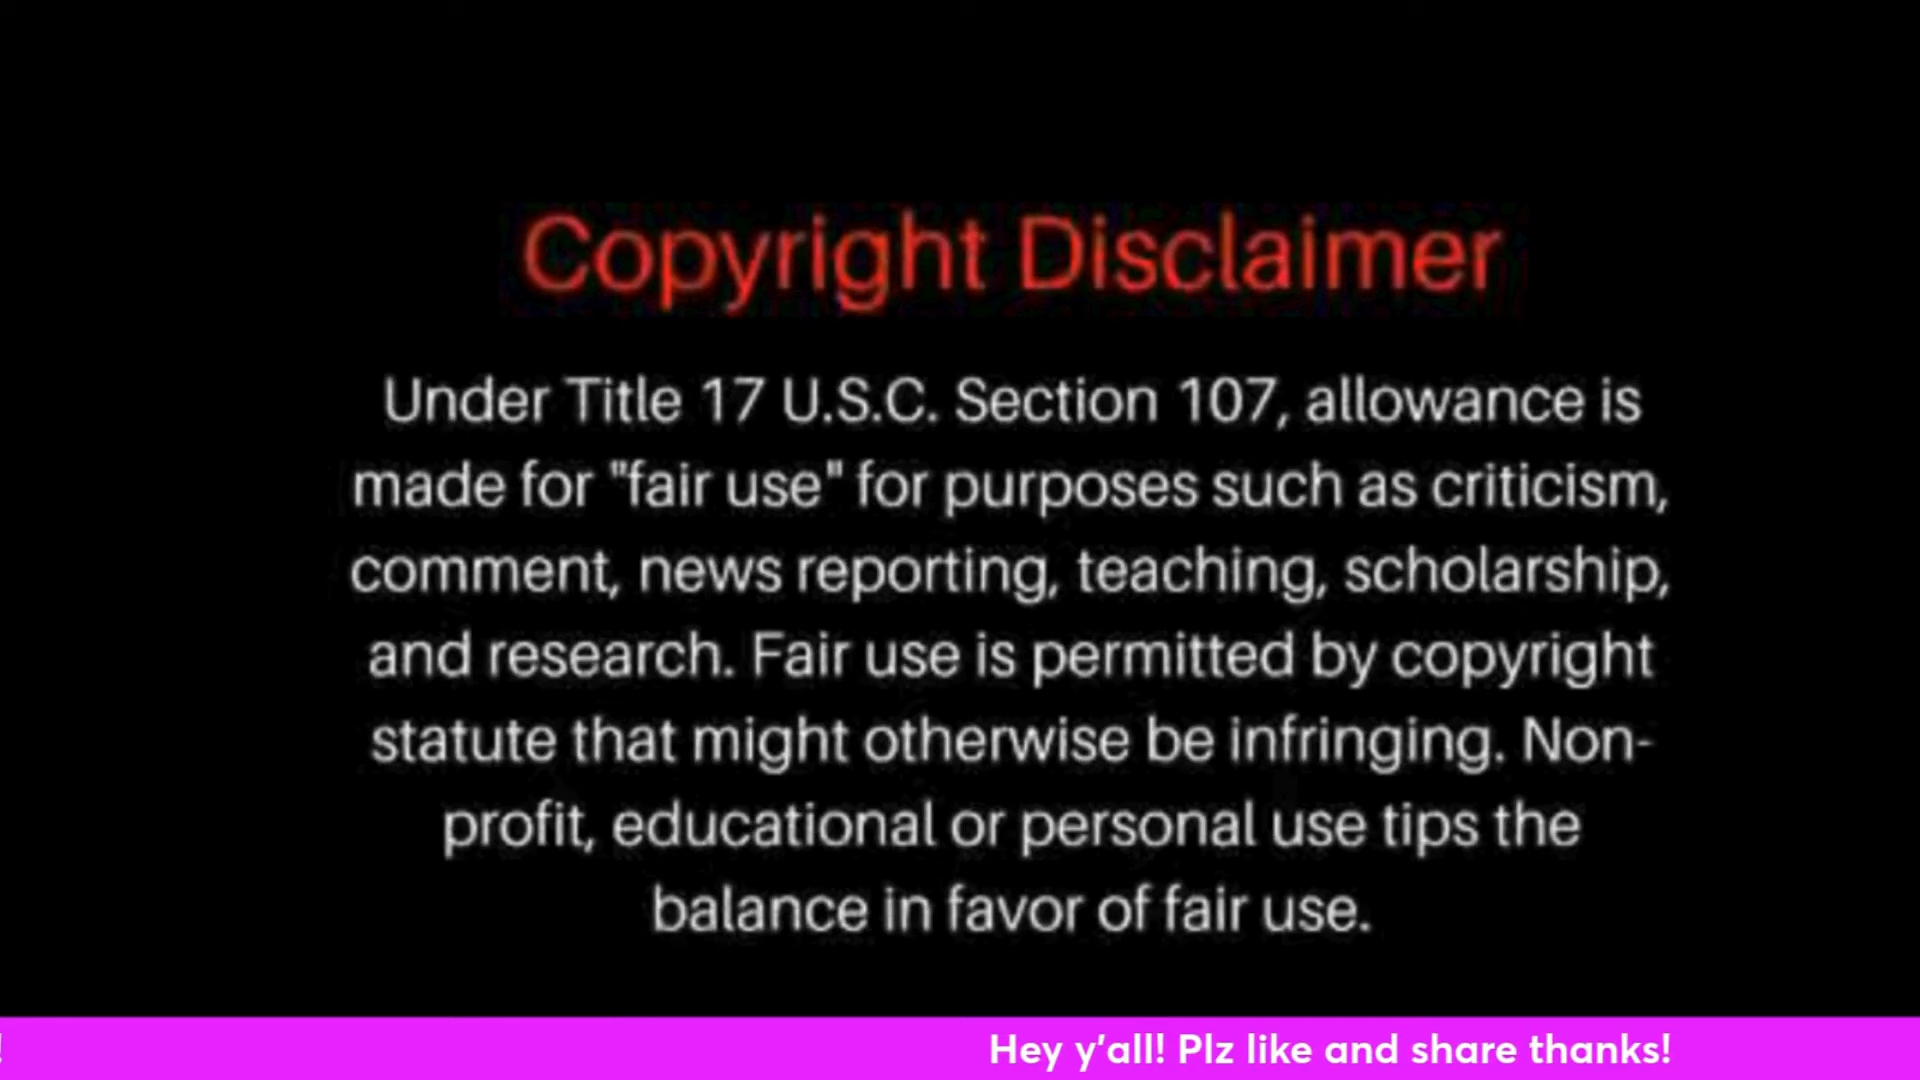 Copyright Disclaimer
Under Title 17 U.S.C. Section 107, allowance is
made for "fair use" for purposes such as criticism,
comment, news reporting, teaching, scholarship,
and research. Fair use is permitted by copyright
statute that might otherwise be infringing. Non-
profit, educational or personal use tips the
balance in favor of fair use.
! Hey y’all! Plz like and share thanks!